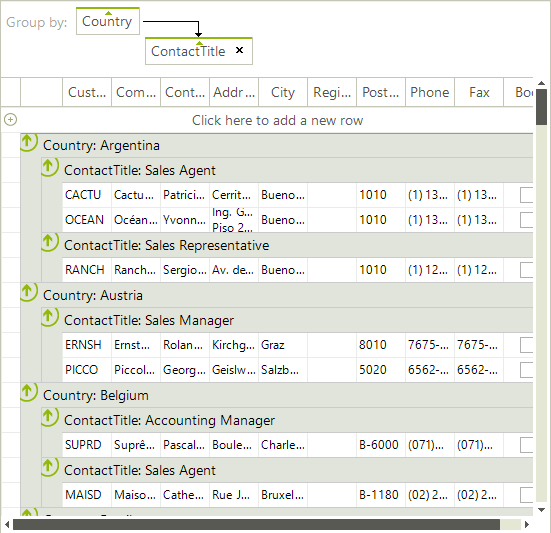 Group by: Country
ContactTitle ×
Cust... Com... Cont... Addr... City Regi... Post... Phone Fax Boo
Click here to add a new row
Country: Argentina
ContactTitle: Sales Agent
CACTU Cactu... Patrici... Cerrit... Bueno... 1010 (1) 13... (1) 13...
OCEAN Océan... Yvonn... Ing. G... Piso 2... Bueno... 1010 (1) 13... (1) 13...
ContactTitle: Sales Representative
RANCH Ranch... Sergio... Av. de... Bueno... 1010 (1) 12... (1) 12...
Country: Austria
ContactTitle: Sales Manager
ERNSH Ernst... Rolan... Kirchg... Graz 8010 7675-... 7675-...
PICCO Piccol... Georg... Geislw... Salzb... 5020 6562-... 6562-...
Country: Belgium
ContactTitle: Accounting Manager
SUPRD Suprê... Pascal... Boule... Charle... B-6000 (071)... (071)...
ContactTitle: Sales Agent
MAISD Maiso... Cathe... Rue J... Bruxel... B-1180 (02) 2... (02) 2...